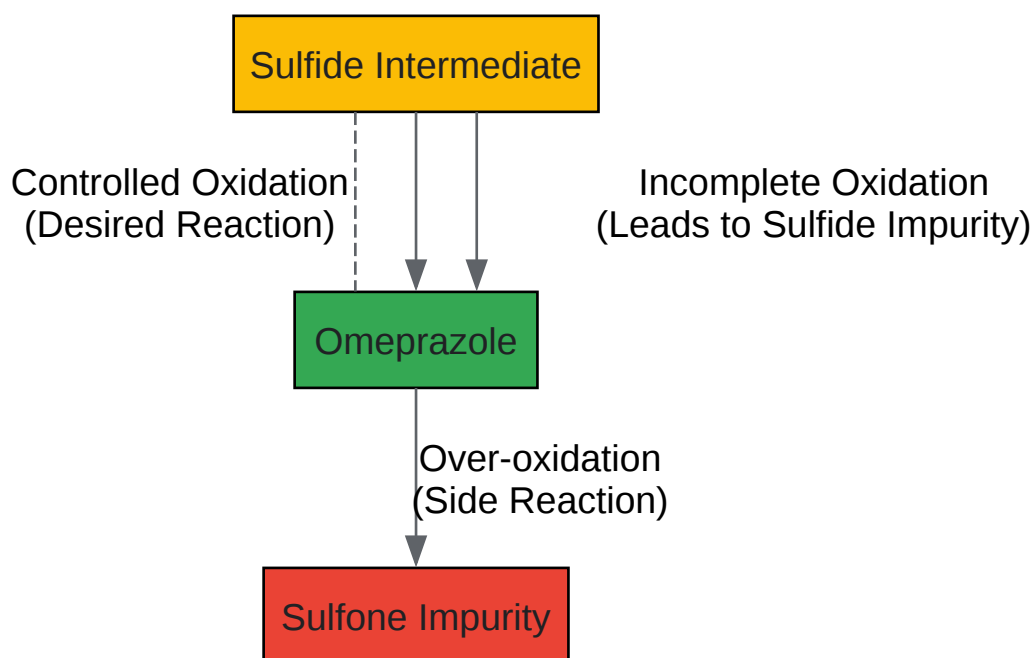 Sulfide Intermediate
Controlled Oxidation
(Desired Reaction)
Incomplete Oxidation
(Leads to Sulfide Impurity)
Omeprazole
Over-oxidation
(Side Reaction)
Sulfone Impurity